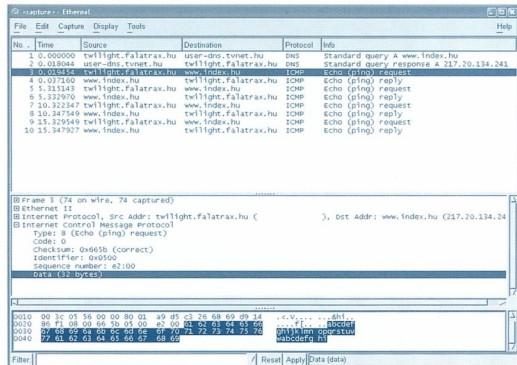 <capture> - Ethereal
File Edit Capture Display Tools Help
No. . Time Source Destination Protocol Info
1 0.000000 twilight.falatrax.hu user-dns.tvnet.hu DNS Standard query A www.index.hu
2 0.018044 user-dns.tvnet.hu twilight.falatrax.hu DNS Standard query response A 217.20.134.241
3 0.019454 twilight.falatrax.hu www.index.hu ICMP Echo (ping) request
4 0.037160 www.index.hu twilight.falatrax.hu ICMP Echo (ping) reply
5 5.315143 twilight.falatrax.hu www.index.hu ICMP Echo (ping) request
6 5.332970 www.index.hu twilight.falatrax.hu ICMP Echo (ping) reply
7 10.322347 twilight.falatrax.hu www.index.hu ICMP Echo (ping) request
8 10.347549 www.index.hu twilight.falatrax.hu ICMP Echo (ping) reply
9 15.329549 twilight.falatrax.hu www.index.hu ICMP Echo (ping) request
10 15.347927 www.index.hu twilight.falatrax.hu ICMP Echo (ping) reply
Frame 3 (74 on wire, 74 captured)
Ethernet II
Internet Protocol, Src Addr: twilight.falatrax.hu ( ), Dst Addr: www.index.hu (217.20.134.24
Internet Control Message Protocol
Type: 8 (Echo (ping) request)
Code: 0
Checksum: 0x665b (correct)
Identifier: 0x0500
Sequence number: e2:00
Data (32 bytes)
0010 00 3c 05 56 00 00 80 01 a9 d5 c3 26 68 69 d9 14 .<.V.... ...&hi..
0020 86 f1 08 00 66 5b 05 00 e2 00 61 62 63 64 65 66 ....f[.. ..abcdef
0030 67 68 69 6a 6b 6c 6d 6e 6f 70 71 72 73 74 75 76 ghijklmn opqrstuv
0040 77 61 62 63 64 65 66 67 68 69 wabcdefg hi
Filter: / Reset Apply Data (data)